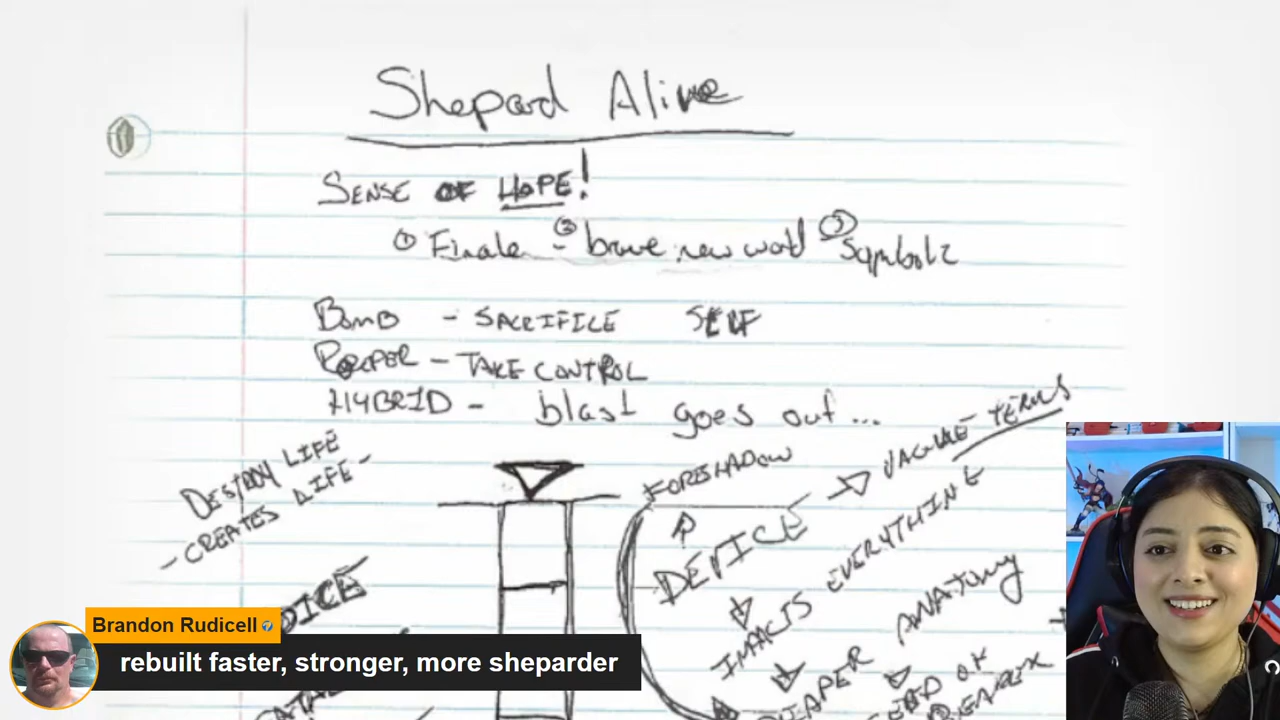 Shepard Alive
SENSE OF HOPE!
① Finale - ② brave new world ③ Symbols
BOMB - SACRIFICE SELF
REAPER - TAKE CONTROL
HYBRID - blast goes out...
DESTROY LIFE
- CREATES LIFE -
FORESHADOW
DEVICE → VAGUE TERMS
IMPACTS EVERYTHING
REAPER ANATOMY
Brandon Rudicell
rebuilt faster, stronger, more sheparder